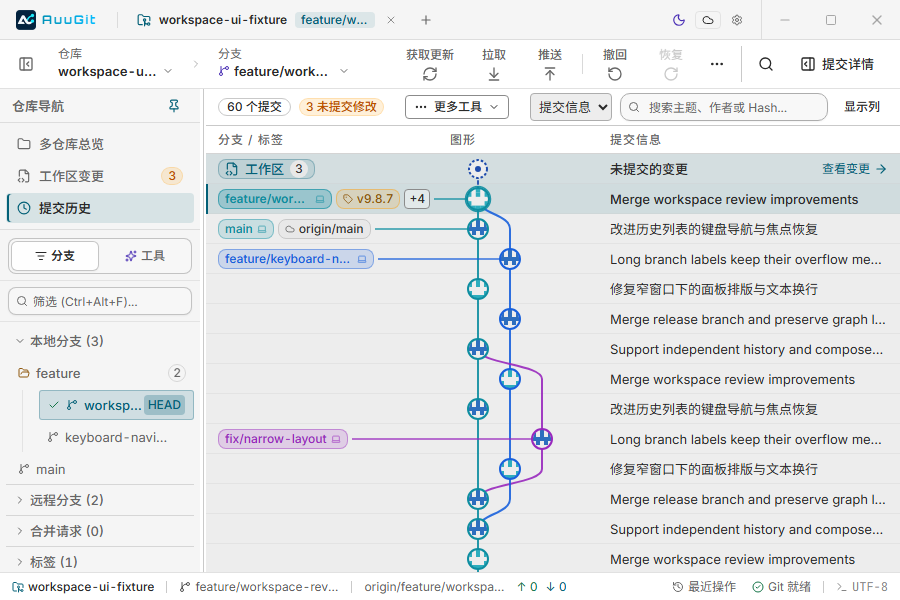 AuuGit
workspace-ui-fixture feature/w...
仓库
workspace-u...
分支
feature/work...
获取更新 拉取 推送 撤回 恢复
提交详情
仓库导航
60 个提交 3 未提交修改 更多工具 提交信息 搜索主题、作者或 Hash... 显示列
多仓库总览
工作区变更 3
提交历史
分支 工具
筛选 (Ctrl+Alt+F)...
本地分支 (3)
feature 2
worksp... HEAD
keyboard-navi...
main
远程分支 (2)
合并请求 (0)
标签 (1)
分支 / 标签 图形 提交信息
工作区 3 未提交的变更 查看变更
feature/wor... v9.8.7 +4 Merge workspace review improvements
main origin/main 改进历史列表的键盘导航与焦点恢复
feature/keyboard-n... Long branch labels keep their overflow me...
修复窄窗口下的面板排版与文本换行
Merge release branch and preserve graph l...
Support independent history and compose...
Merge workspace review improvements
改进历史列表的键盘导航与焦点恢复
fix/narrow-layout Long branch labels keep their overflow me...
修复窄窗口下的面板排版与文本换行
Merge release branch and preserve graph l...
Support independent history and compose...
Merge workspace review improvements
workspace-ui-fixture feature/workspace-rev... origin/feature/workspa... ↑ 0 ↓ 0 最近操作 Git 就绪 UTF-8